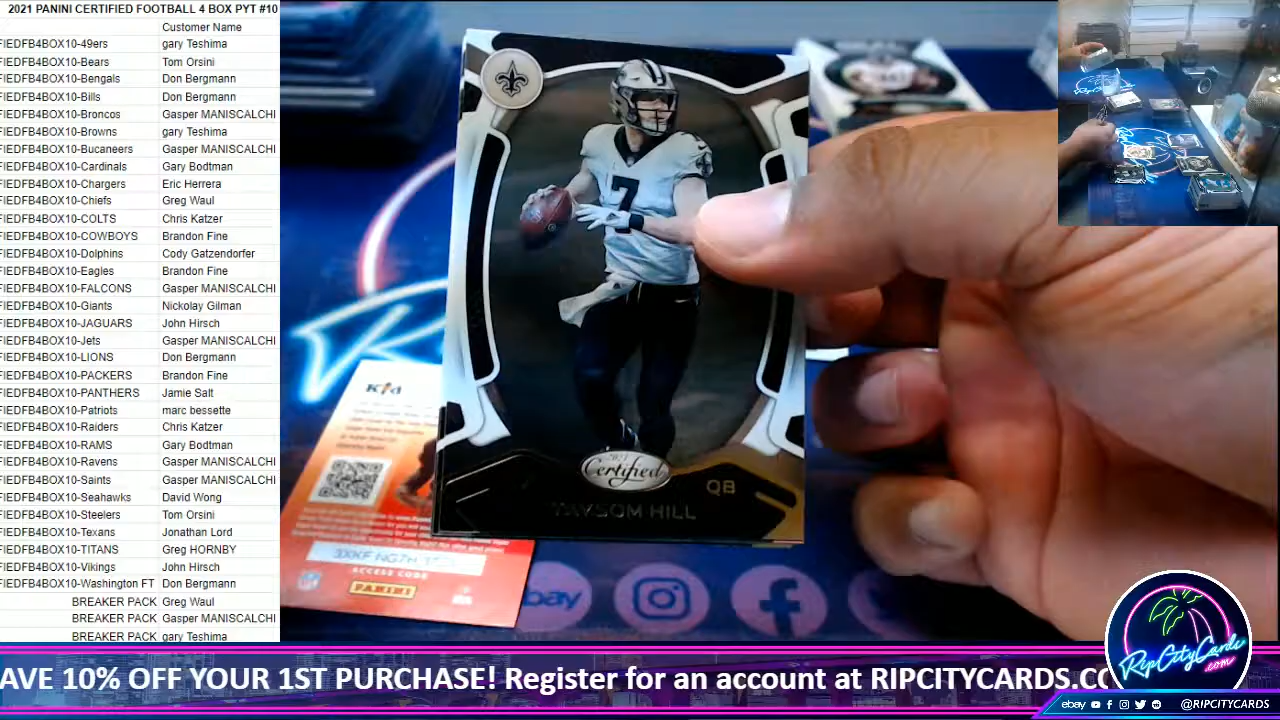 2021 PANINI CERTIFIED FOOTBALL 4 BOX PYT #10
Customer Name
FIEDFB4BOX10-49ers gary Teshima
FIEDFB4BOX10-Bears Tom Orsini
FIEDFB4BOX10-Bengals Don Bergmann
FIEDFB4BOX10-Bills Don Bergmann
FIEDFB4BOX10-Broncos Gasper MANISCALCHI
FIEDFB4BOX10-Browns gary Teshima
FIEDFB4BOX10-Bucaneers Gasper MANISCALCHI
FIEDFB4BOX10-Cardinals Gary Bodtman
FIEDFB4BOX10-Chargers Eric Herrera
FIEDFB4BOX10-Chiefs Greg Waul
FIEDFB4BOX10-COLTS Chris Katzer
FIEDFB4BOX10-COWBOYS Brandon Fine
FIEDFB4BOX10-Dolphins Cody Gatzendorfer
FIEDFB4BOX10-Eagles Brandon Fine
FIEDFB4BOX10-FALCONS Gasper MANISCALCHI
FIEDFB4BOX10-Giants Nickolay Gilman
FIEDFB4BOX10-JAGUARS John Hirsch
FIEDFB4BOX10-Jets Gasper MANISCALCHI
FIEDFB4BOX10-LIONS Don Bergmann
FIEDFB4BOX10-PACKERS Brandon Fine
FIEDFB4BOX10-PANTHERS Jamie Salt
FIEDFB4BOX10-Patriots marc bessette
FIEDFB4BOX10-Raiders Chris Katzer
FIEDFB4BOX10-RAMS Gary Bodtman
FIEDFB4BOX10-Ravens Gasper MANISCALCHI
FIEDFB4BOX10-Saints Gasper MANISCALCHI
FIEDFB4BOX10-Seahawks David Wong
FIEDFB4BOX10-Steelers Tom Orsini
FIEDFB4BOX10-Texans Jonathan Lord
FIEDFB4BOX10-TITANS Greg HORNBY
FIEDFB4BOX10-Vikings John Hirsch
FIEDFB4BOX10-Washington FT Don Bergmann
BREAKER PACK Greg Waul
BREAKER PACK Gasper MANISCALCHI
BREAKER PACK gary Teshima
7
2021
Certified
QB
TAYSOM HILL
ACCESS CODE
PANINI
ebay
AVE 10% OFF YOUR 1ST PURCHASE! Register for an account at RIPCITYCARDS.CO
RipCityCards
.com
ebay @RIPCITYCARDS